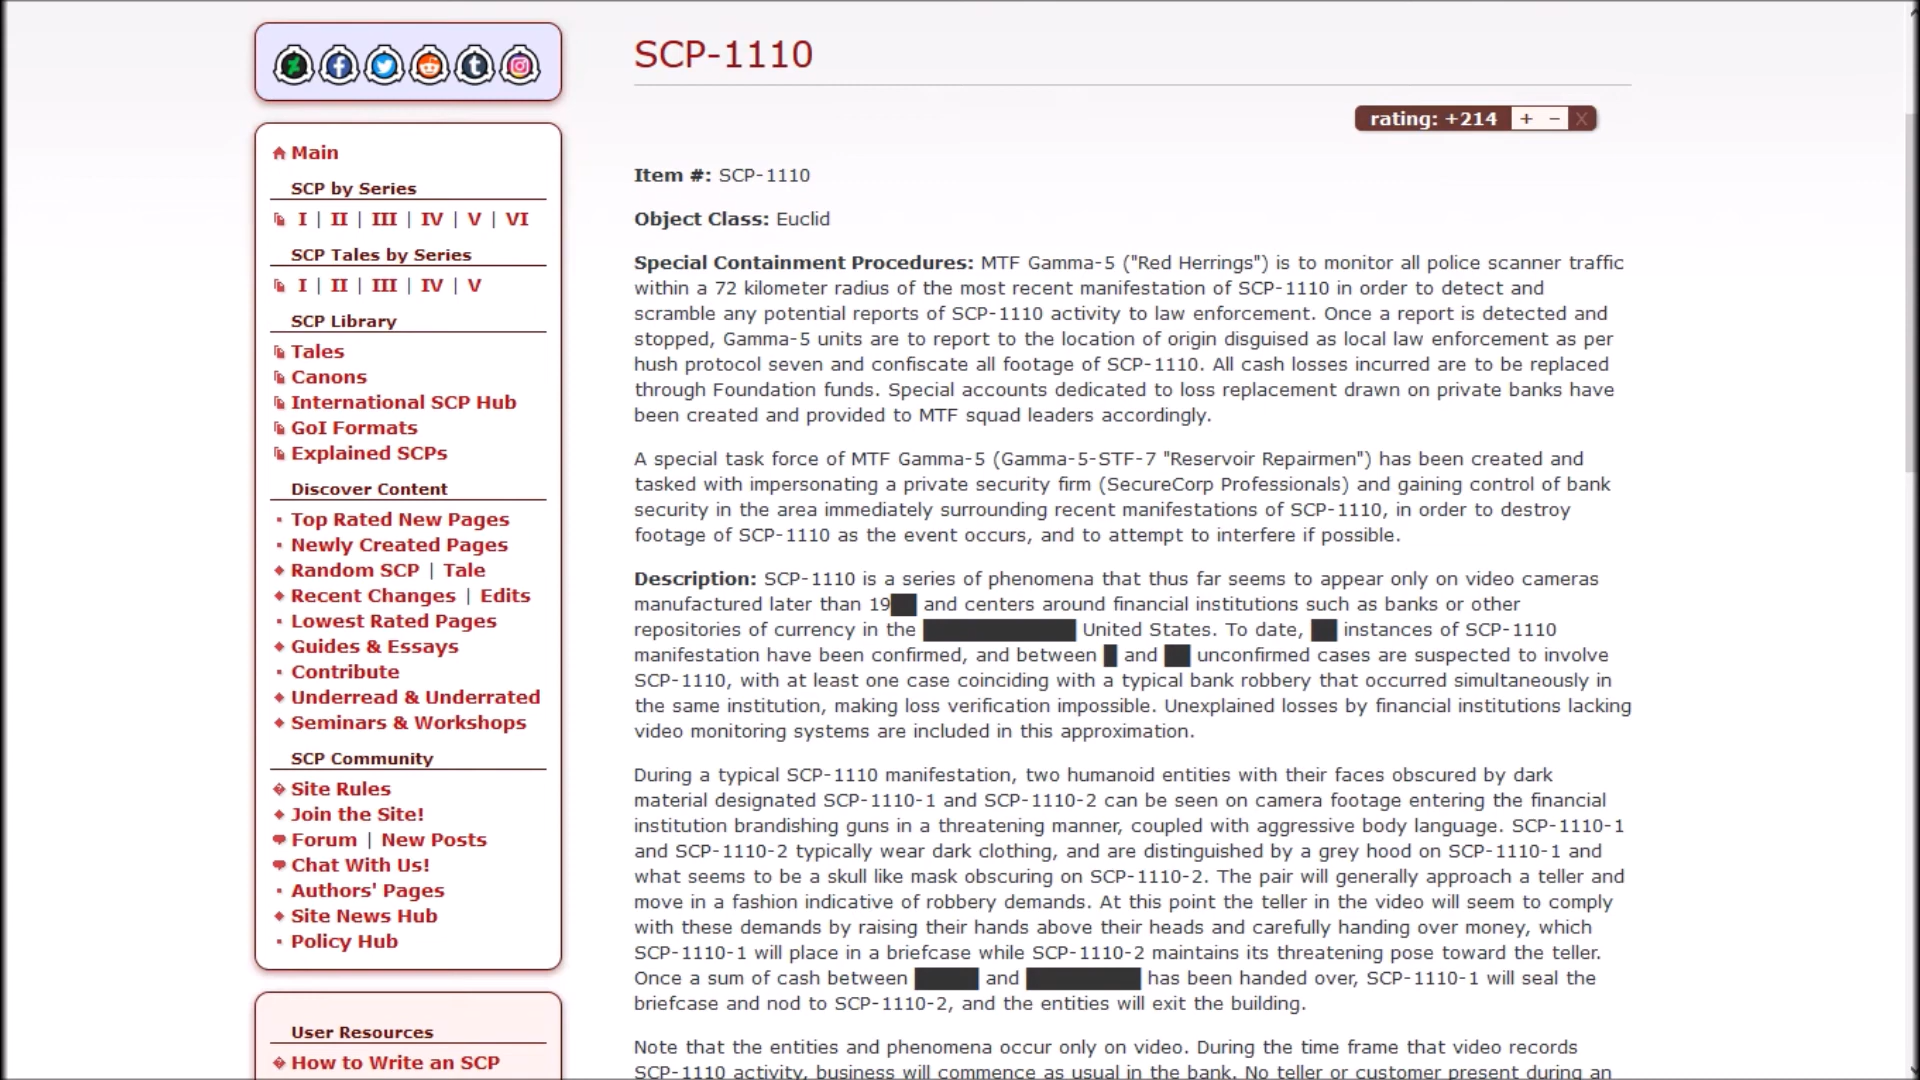 SCP-1110
rating: +214 + − X
Main
SCP by Series
I | II | III | IV | V | VI
SCP Tales by Series
I | II | III | IV | V
SCP Library
Tales
Canons
International SCP Hub
GoI Formats
Explained SCPs
Discover Content
Top Rated New Pages
Newly Created Pages
Random SCP | Tale
Recent Changes | Edits
Lowest Rated Pages
Guides & Essays
Contribute
Underread & Underrated
Seminars & Workshops
SCP Community
Site Rules
Join the Site!
Forum | New Posts
Chat With Us!
Authors' Pages
Site News Hub
Policy Hub
User Resources
How to Write an SCP
Item #: SCP-1110
Object Class: Euclid
Special Containment Procedures: MTF Gamma-5 ("Red Herrings") is to monitor all police scanner traffic
within a 72 kilometer radius of the most recent manifestation of SCP-1110 in order to detect and
scramble any potential reports of SCP-1110 activity to law enforcement. Once a report is detected and
stopped, Gamma-5 units are to report to the location of origin disguised as local law enforcement as per
hush protocol seven and confiscate all footage of SCP-1110. All cash losses incurred are to be replaced
through Foundation funds. Special accounts dedicated to loss replacement drawn on private banks have
been created and provided to MTF squad leaders accordingly.
A special task force of MTF Gamma-5 (Gamma-5-STF-7 "Reservoir Repairmen") has been created and
tasked with impersonating a private security firm (SecureCorp Professionals) and gaining control of bank
security in the area immediately surrounding recent manifestations of SCP-1110, in order to destroy
footage of SCP-1110 as the event occurs, and to attempt to interfere if possible.
Description: SCP-1110 is a series of phenomena that thus far seems to appear only on video cameras
manufactured later than 19██ and centers around financial institutions such as banks or other
repositories of currency in the ████████████ United States. To date, ██ instances of SCP-1110
manifestation have been confirmed, and between █ and ██ unconfirmed cases are suspected to involve
SCP-1110, with at least one case coinciding with a typical bank robbery that occurred simultaneously in
the same institution, making loss verification impossible. Unexplained losses by financial institutions lacking
video monitoring systems are included in this approximation.
During a typical SCP-1110 manifestation, two humanoid entities with their faces obscured by dark
material designated SCP-1110-1 and SCP-1110-2 can be seen on camera footage entering the financial
institution brandishing guns in a threatening manner, coupled with aggressive body language. SCP-1110-1
and SCP-1110-2 typically wear dark clothing, and are distinguished by a grey hood on SCP-1110-1 and
what seems to be a skull like mask obscuring on SCP-1110-2. The pair will generally approach a teller and
move in a fashion indicative of robbery demands. At this point the teller in the video will seem to comply
with these demands by raising their hands above their heads and carefully handing over money, which
SCP-1110-1 will place in a briefcase while SCP-1110-2 maintains its threatening pose toward the teller.
Once a sum of cash between █████ and █████████ has been handed over, SCP-1110-1 will seal the
briefcase and nod to SCP-1110-2, and the entities will exit the building.
Note that the entities and phenomena occur only on video. During the time frame that video records
SCP-1110 activity, business will commence as usual in the bank. No teller or customer present during an